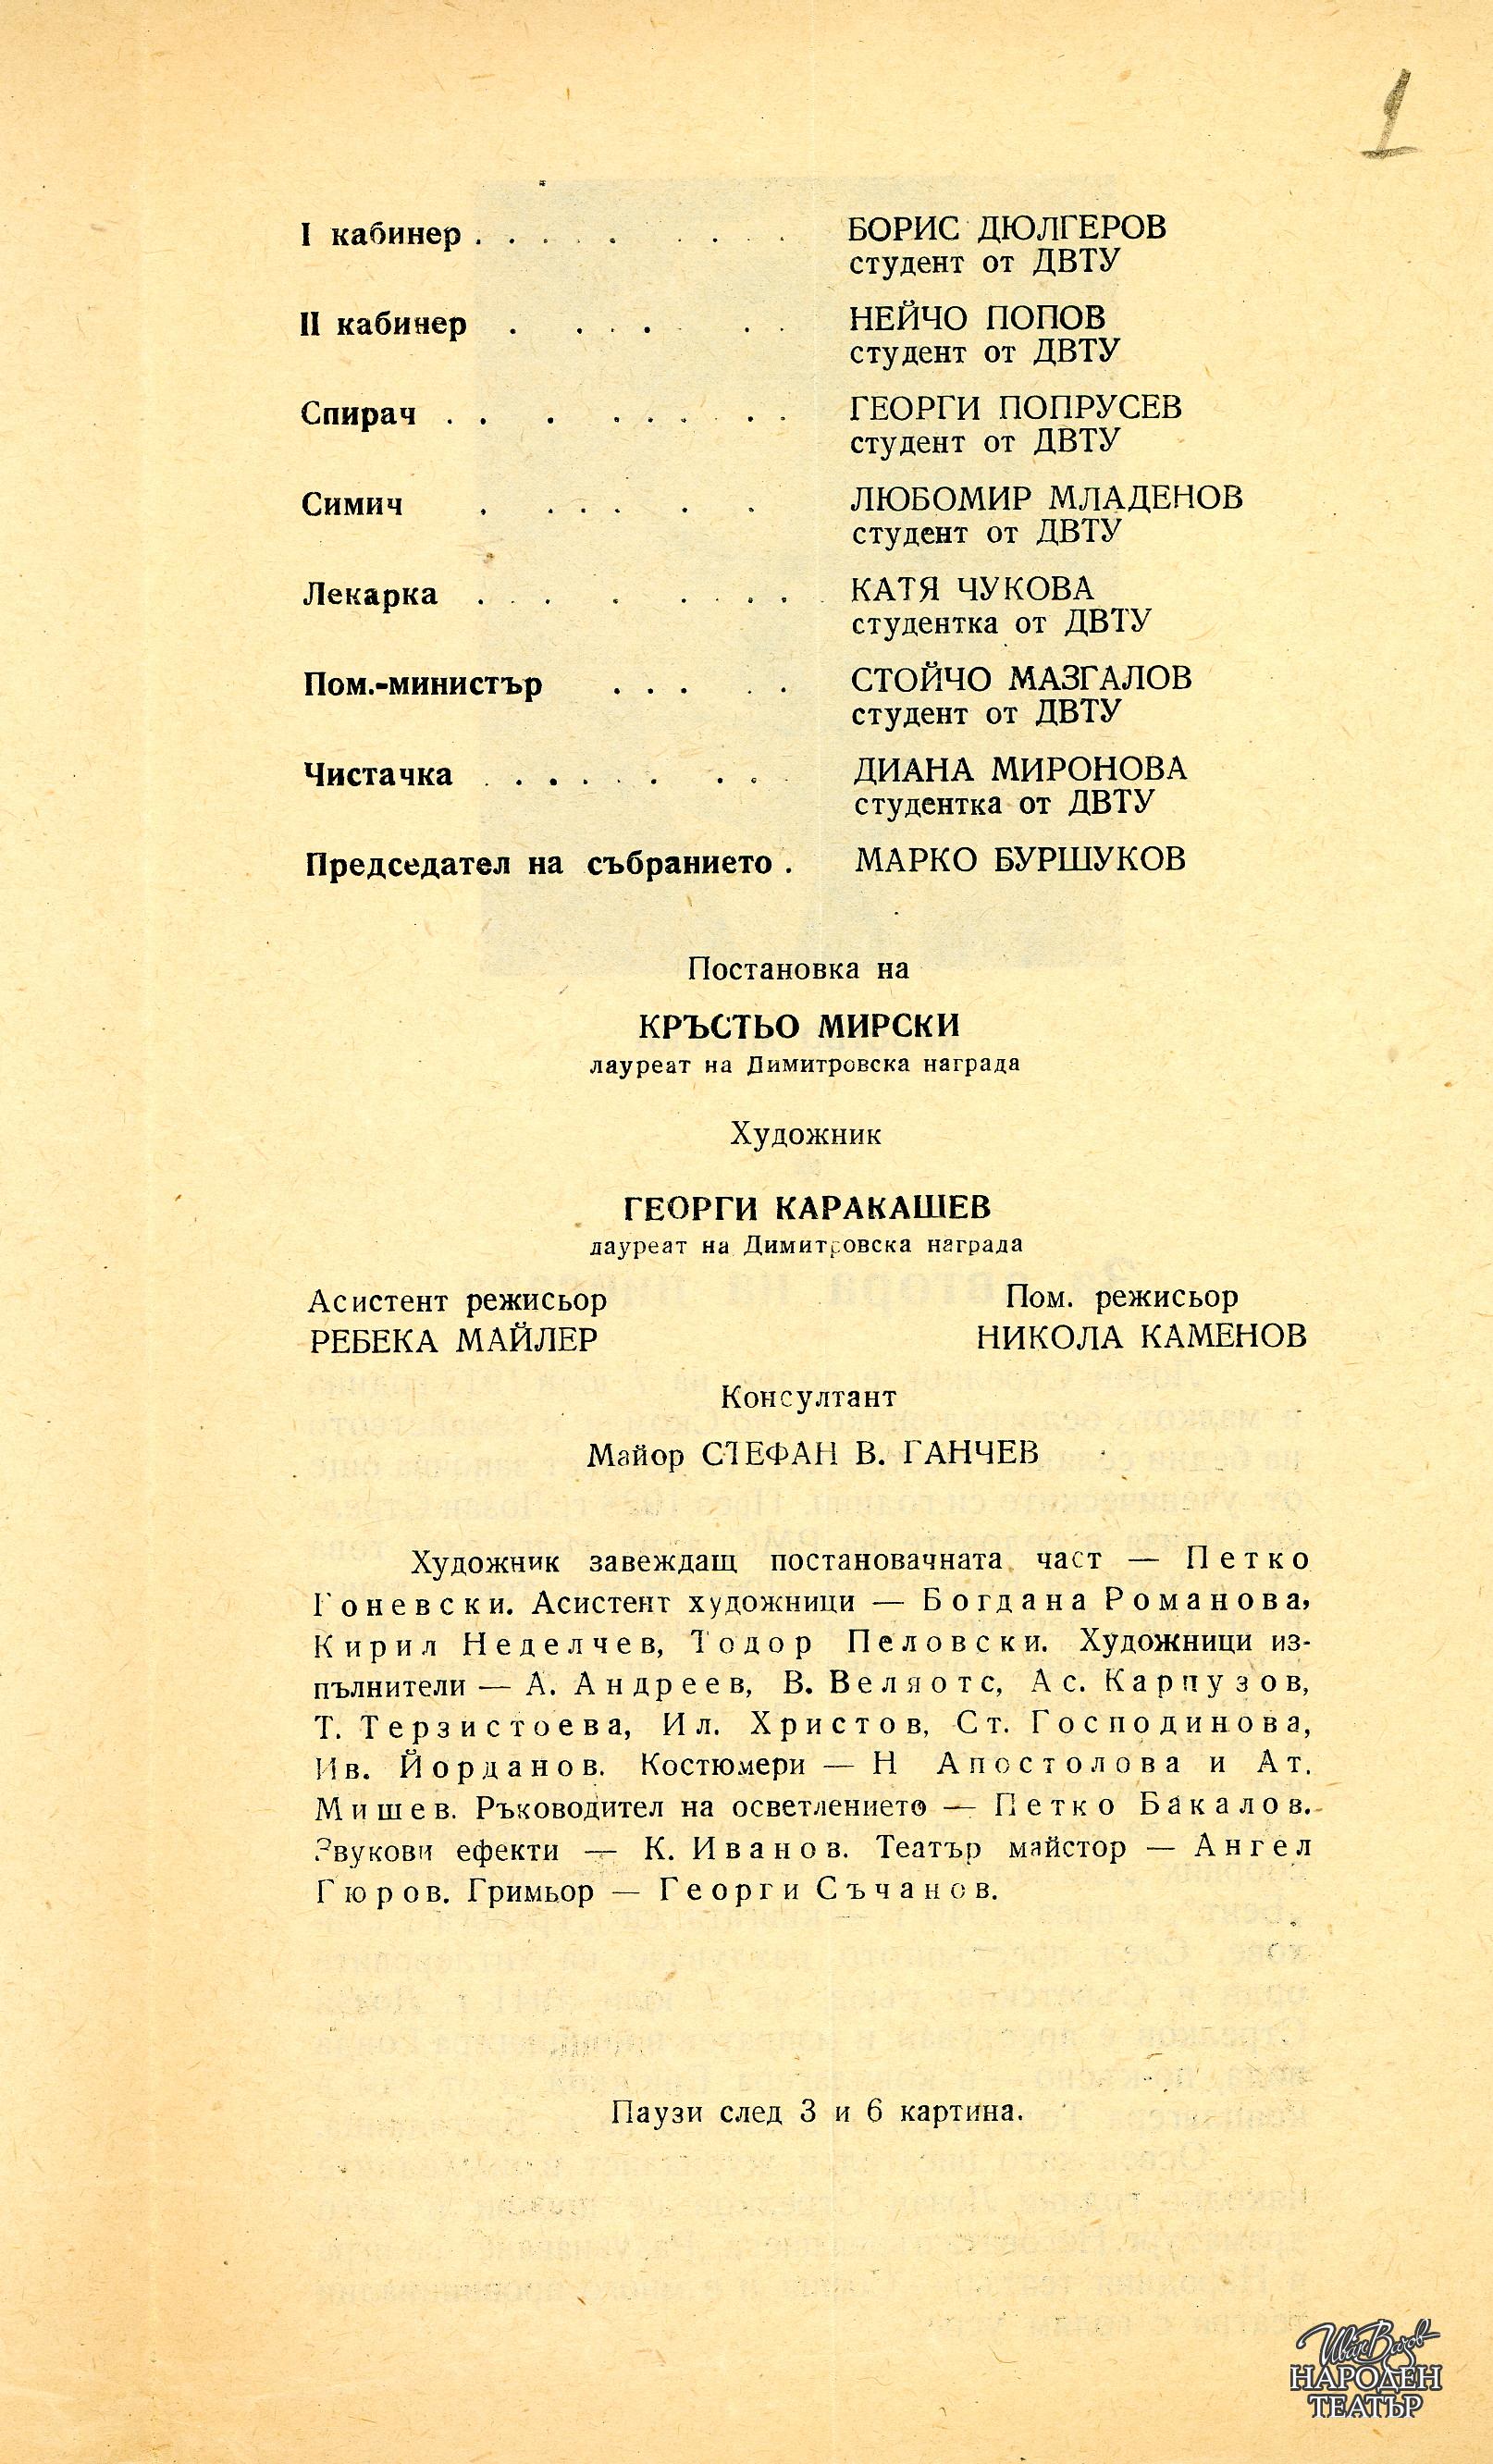 1
I кабинер . . . . . . . . БОРИС ДЮЛГЕРОВ
студент от ДВТУ
II кабинер . . . . . . . НЕЙЧО ПОПОВ
студент от ДВТУ
Спирач . . . . . . . . . ГЕОРГИ ПОПРУСЕВ
студент от ДВТУ
Симич . . . . . . . ЛЮБОМИР МЛАДЕНОВ
студент от ДВТУ
Лекарка . . . . . . . . . КАТЯ ЧУКОВА
студентка от ДВТУ
Пом.-министър . . . . . СТОЙЧО МАЗГАЛОВ
студент от ДВТУ
Чистачка . . . . . . . . . ДИАНА МИРОНОВА
студентка от ДВТУ
Председател на събранието . МАРКО БУРШУКОВ
Постановка на
КРЪСТЬО МИРСКИ
лауреат на Димитровска награда
Художник
ГЕОРГИ КАРАКАШЕВ
лауреат на Димитровска награда
Асистент режисьор
РЕБЕКА МАЙЛЕР
Пом. режисьор
НИКОЛА КАМЕНОВ
Консултант
Майор СТЕФАН В. ГАНЧЕВ
Художник завеждащ постановачната част — Петко
Гоневски. Асистент художници — Богдана Романова,
Кирил Неделчев, Тодор Пеловски. Художници из-
пълнители — А. Андреев, В. Веляотс, Ас. Карпузов,
Т. Терзистоева, Ил. Христов, Ст. Господинова,
Ив. Йорданов. Костюмери — Н Апостолова и Ат.
Мишев. Ръководител на осветлението — Петко Бакалов.
Звукови ефекти — К. Иванов. Театър майстор — Ангел
Гюров. Гримьор — Георги Съчанов.
Паузи след 3 и 6 картина.
Иван Вазов
НАРОДЕН
ТЕАТЪР